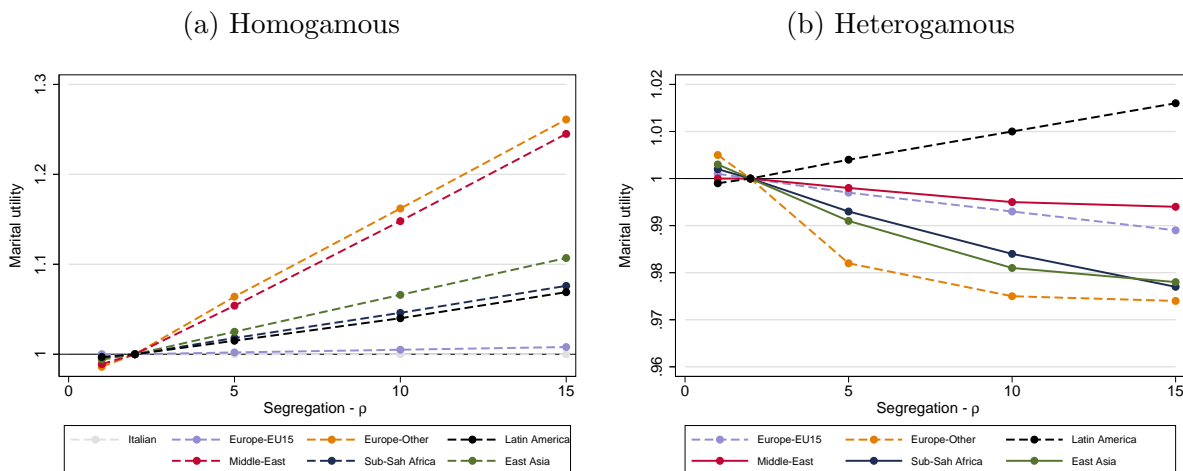 (a) Homogamous
1 1.1 1.2 1.3
Marital utility
0 5 10 15
Segregation - ρ
Italian Europe-EU15 Europe-Other Latin America
Middle-East Sub-Sah Africa East Asia
(b) Heterogamous
.96 .97 .98 .99 1 1.01 1.02
Marital utility
0 5 10 15
Segregation - ρ
Europe-EU15 Europe-Other Latin America
Middle-East Sub-Sah Africa East Asia